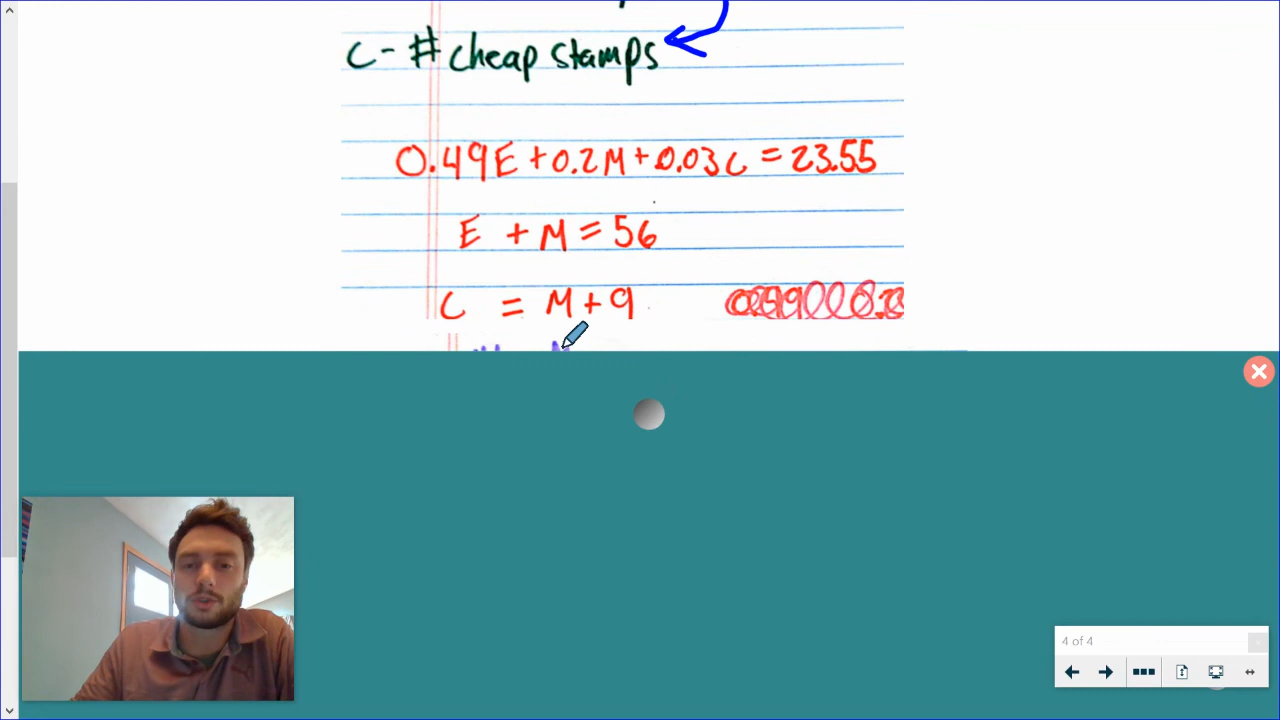 C - # cheap stamps
0.49E + 0.2M + 0.03C = 23.55
E + M = 56
C = M + 9
4 of 4